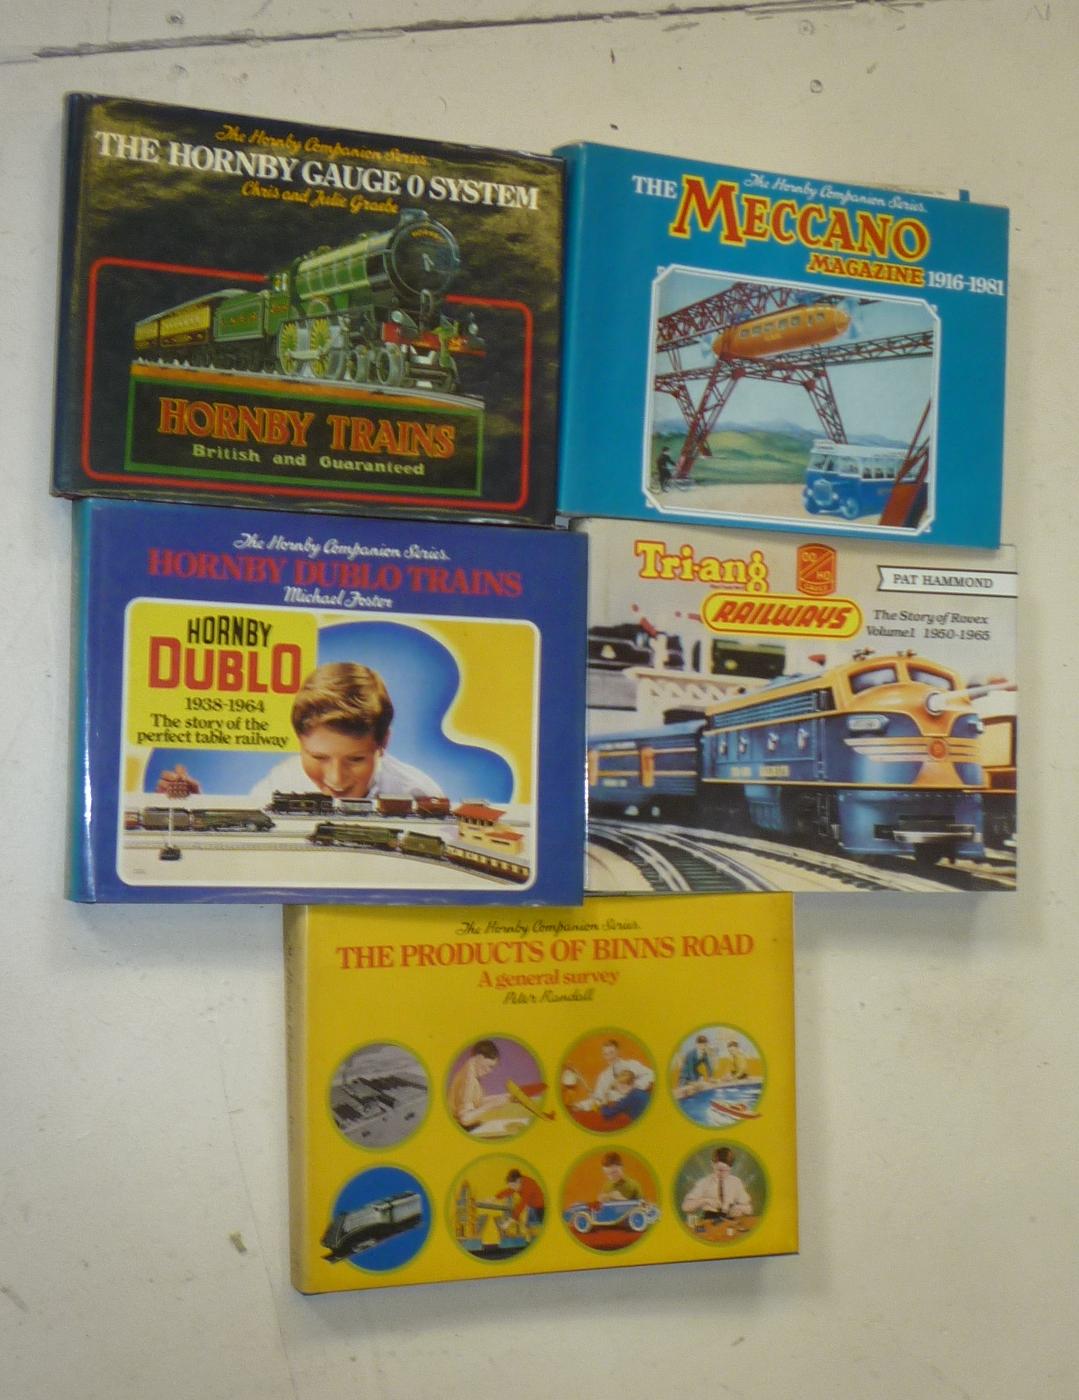 The Hornby Companion Series.
THE HORNBY GAUGE 0 SYSTEM
Chris and Julie Graebe
HORNBY TRAINS
British and Guaranteed
The Hornby Companion Series.
THE MECCANO
MAGAZINE 1916-1981
The Hornby Companion Series.
HORNBY DUBLO TRAINS
Michael Foster
HORNBY
DUBLO
1938-1964
The story of the
perfect table railway
Tri-ang
OO
HO
RAILWAYS
PAT HAMMOND
The Story of Rovex
Volume 1 1950-1965
The Hornby Companion Series.
THE PRODUCTS OF BINNS ROAD
A general survey
Peter Randall